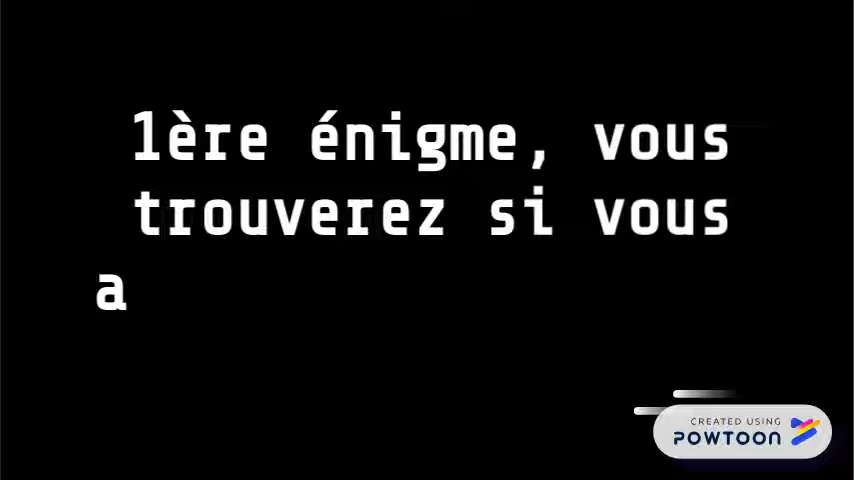 1ère énigme, vous
trouverez si vous
a
CREATED USING
POWTOON